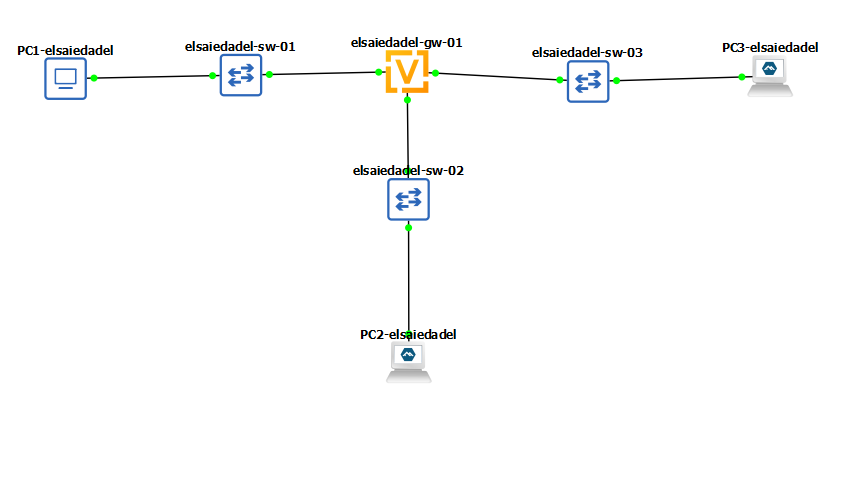 PC1-elsaiedadel
elsaiedadel-sw-01
elsaiedadel-gw-01
V
elsaiedadel-sw-03
PC3-elsaiedadel
elsaiedadel-sw-02
PC2-elsaiedadel